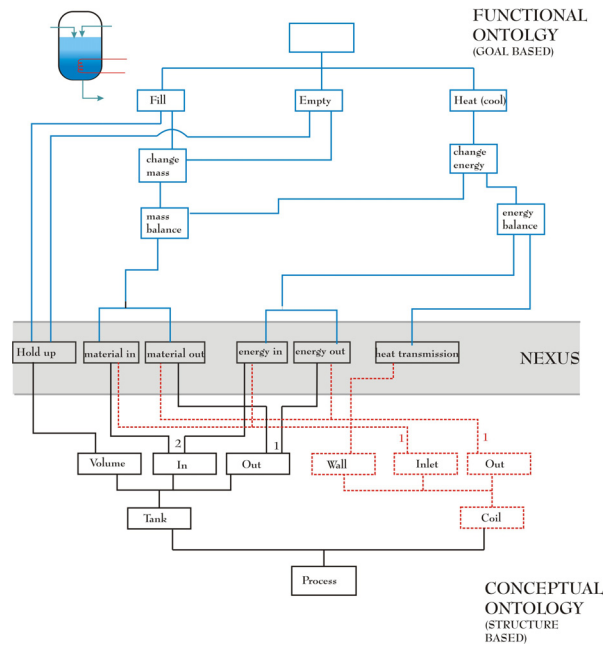 FUNCTIONAL
ONTOLGY
(GOAL BASED)
Fill
Empty
Heat (cool)
change
mass
change
energy
mass
balance
energy
balance
Hold up
material in
material out
energy in
energy out
heat transmission
NEXUS
2
1
1
1
Volume
In
Out
Wall
Inlet
Out
Tank
Coil
Process
CONCEPTUAL
ONTOLOGY
(STRUCTURE
BASED)